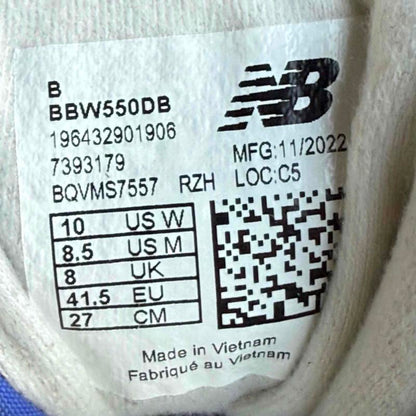 B
BBW550DB
196432901906
7393179
BQVMS7557 RZH
NB
MFG:11/2022
LOC:C5
10 US W
8.5 US M
8 UK
41.5 EU
27 CM
Made in Vietnam
Fabriqué au Vietnam